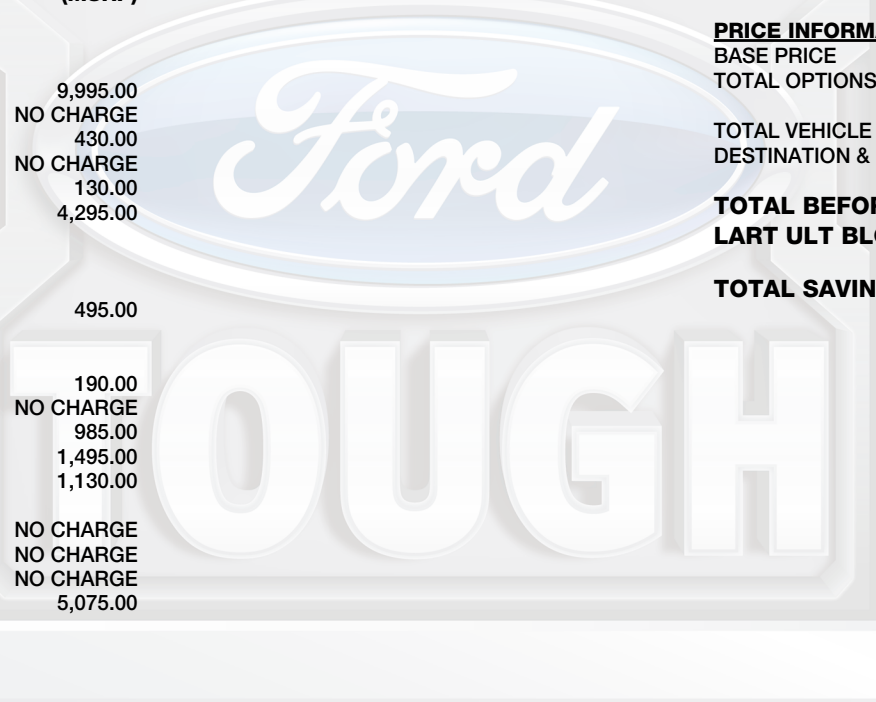 9,995.00
NO CHARGE
430.00
NO CHARGE
130.00
4,295.00
495.00
190.00
NO CHARGE
985.00
1,495.00
1,130.00
NO CHARGE
NO CHARGE
NO CHARGE
5,075.00
PRICE INFORM
BASE PRICE
TOTAL OPTIONS
TOTAL VEHICLE
DESTINATION &
TOTAL BEFOR
LART ULT BL
TOTAL SAVIN
Ford
TOUGH